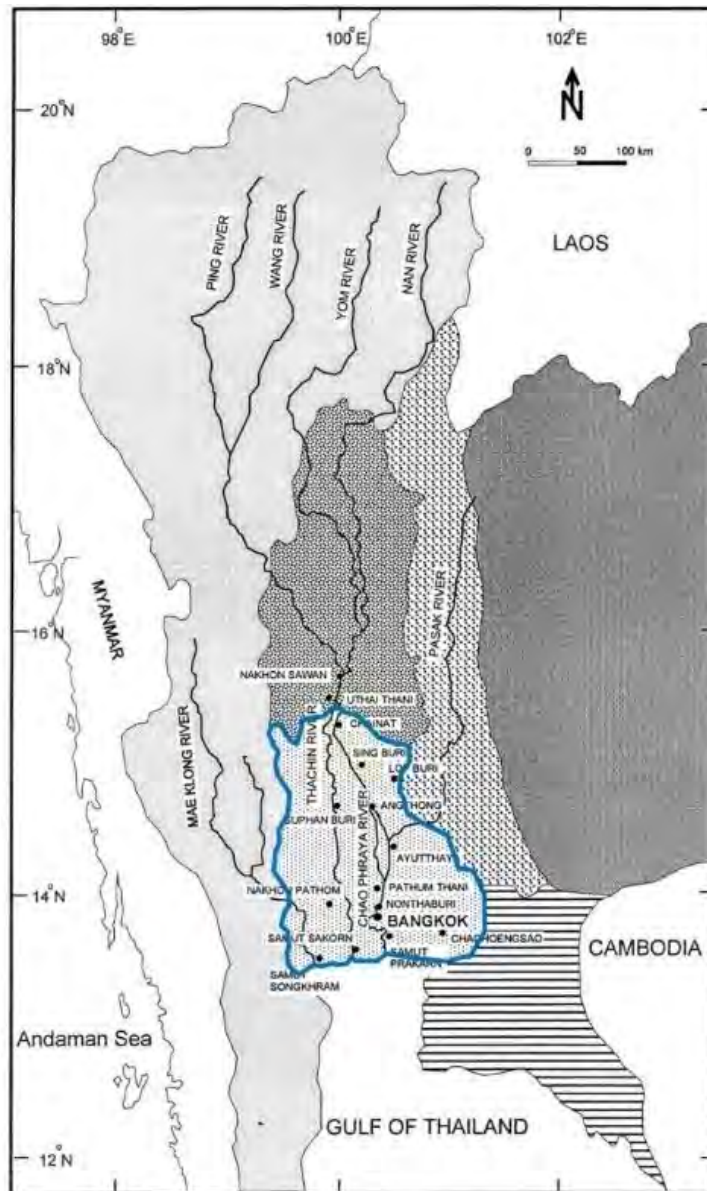 98°E 100°E 102°E
20°N
N
0 50 100 km
LAOS
PING RIVER
WANG RIVER
YOM RIVER
NAN RIVER
18°N
MYANMAR
PASAK RIVER
16°N
NAKHON SAWAN
UTHAI THANI
CHAINAT
MAE KLONG RIVER
THACHIN RIVER
SING BURI
LOP BURI
SUPHAN BURI
ANGTHONG
CHAO PHRAYA RIVER
AYUTTHAYA
14°N
NAKHON PATHOM
PATHUM THANI
NONTHABURI
BANGKOK
SAMUT SAKORN
CHACHOENGSAO
CAMBODIA
SAMUT
PRAKARN
SAMUT
SONGKHRAM
Andaman Sea
GULF OF THAILAND
12°N